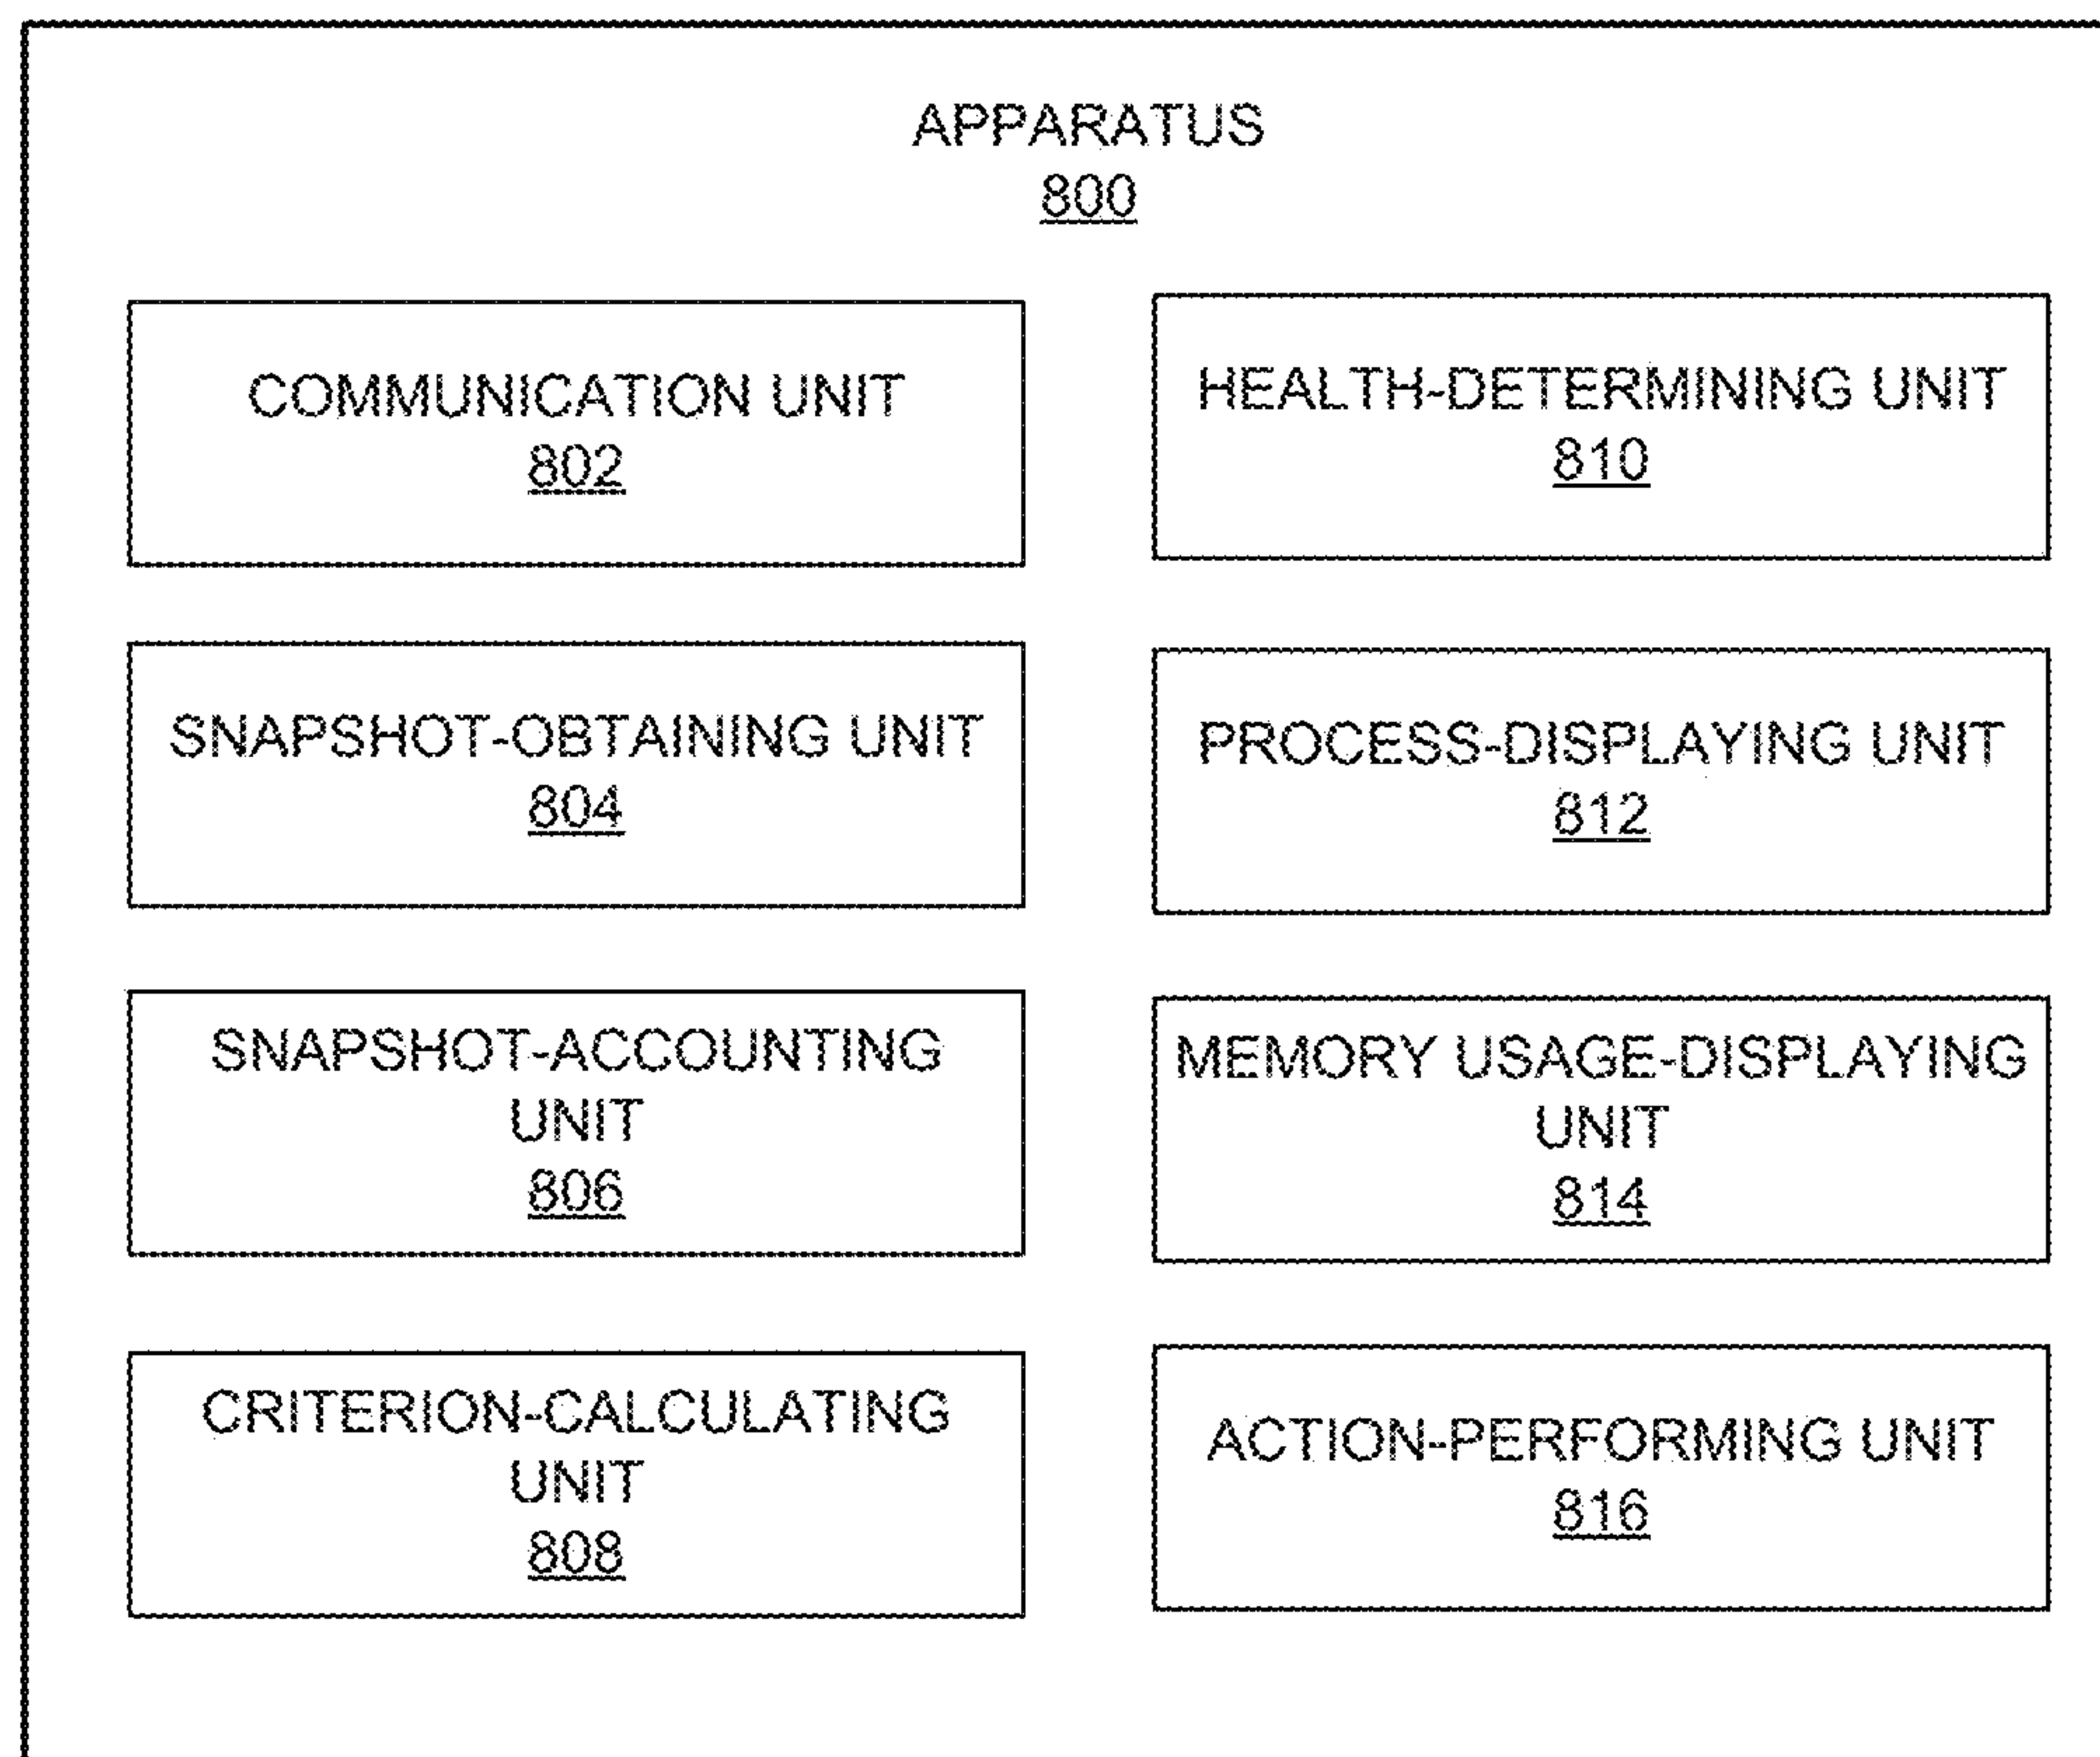 APPARATUS
800
COMMUNICATION UNIT
802
SNAPSHOT-OBTAINING UNIT
804
SNAPSHOT-ACCOUNTING
UNIT
806
CRITERION-CALCULATING
UNIT
808
HEALTH-DETERMINING UNIT
810
PROCESS-DISPLAYING UNIT
812
MEMORY USAGE-DISPLAYING
UNIT
814
ACTION-PERFORMING UNIT
816